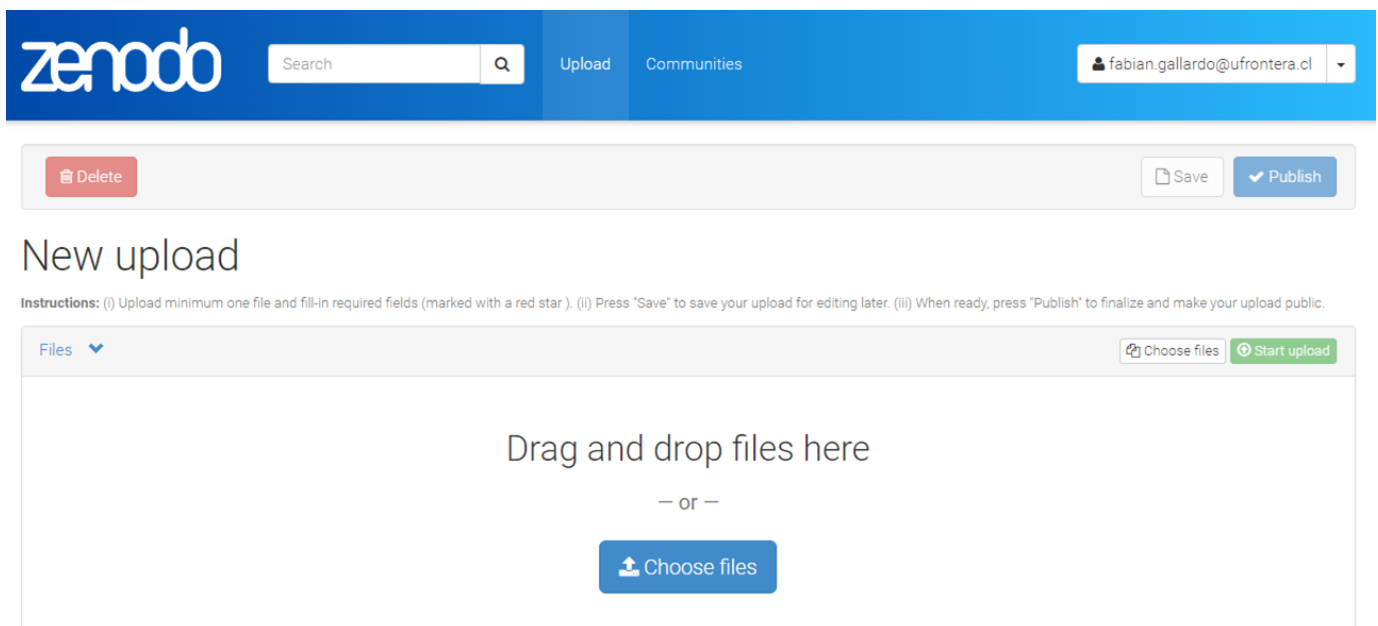 zenodo Search Upload Communities fabian.gallardo@ufrontera.cl
Delete Save Publish
New upload
Instructions: (i) Upload minimum one file and fill-in required fields (marked with a red star ). (ii) Press "Save" to save your upload for editing later. (iii) When ready, press "Publish" to finalize and make your upload public.
Files Choose files Start upload
Drag and drop files here
— or —
Choose files